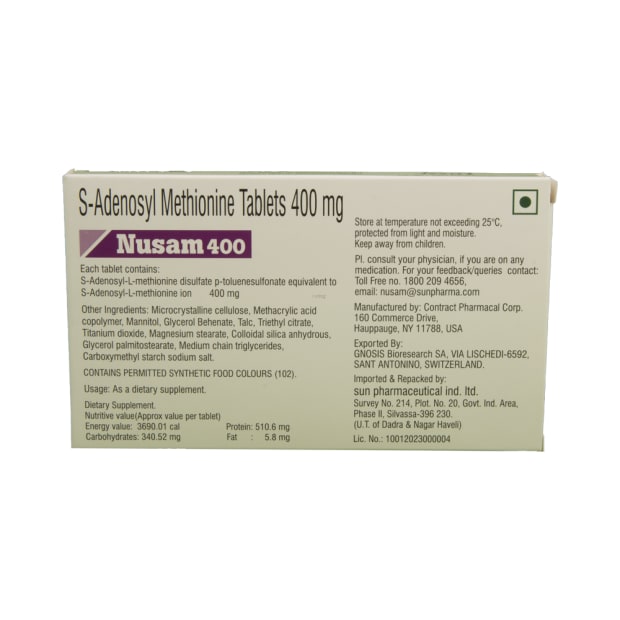 S-Adenosyl Methionine Tablets 400 mg
Nusam 400
Each tablet contains:
S-Adenosyl-L-methionine disulfate p-toluenesulfonate equivalent to
S-Adenosyl-L-methionine ion 400 mg
Other Ingredients: Microcrystalline cellulose, Methacrylic acid
copolymer, Mannitol, Glycerol Behenate, Talc, Triethyl citrate,
Titanium dioxide, Magnesium stearate, Colloidal silica anhydrous,
Glycerol palmitostearate, Medium chain triglycerides,
Carboxymethyl starch sodium salt.
CONTAINS PERMITTED SYNTHETIC FOOD COLOURS (102).
Usage: As a dietary supplement.
Dietary Supplement.
Nutritive value(Approx value per tablet)
Energy value: 3690.01 cal Protein: 510.6 mg
Carbohydrates: 340.52 mg Fat : 5.8 mg
Store at temperature not exceeding 25°C,
protected from light and moisture.
Keep away from children.
Pl. consult your physician, if you are on any
medication. For your feedback/queries contact:
Toll Free no. 1800 209 4656,
email: nusam@sunpharma.com
Manufactured by: Contract Pharmacal Corp.
160 Commerce Drive,
Hauppauge, NY 11788, USA
Exported By:
GNOSIS Bioresearch SA, VIA LISCHEDI-6592,
SANT ANTONINO, SWITZERLAND.
Imported & Repacked by:
sun pharmaceutical ind. ltd.
Survey No. 214, Plot. No. 20, Govt. Ind. Area,
Phase II, Silvassa-396 230.
(U.T. of Dadra & Nagar Haveli)
Lic. No.: 10012023000004